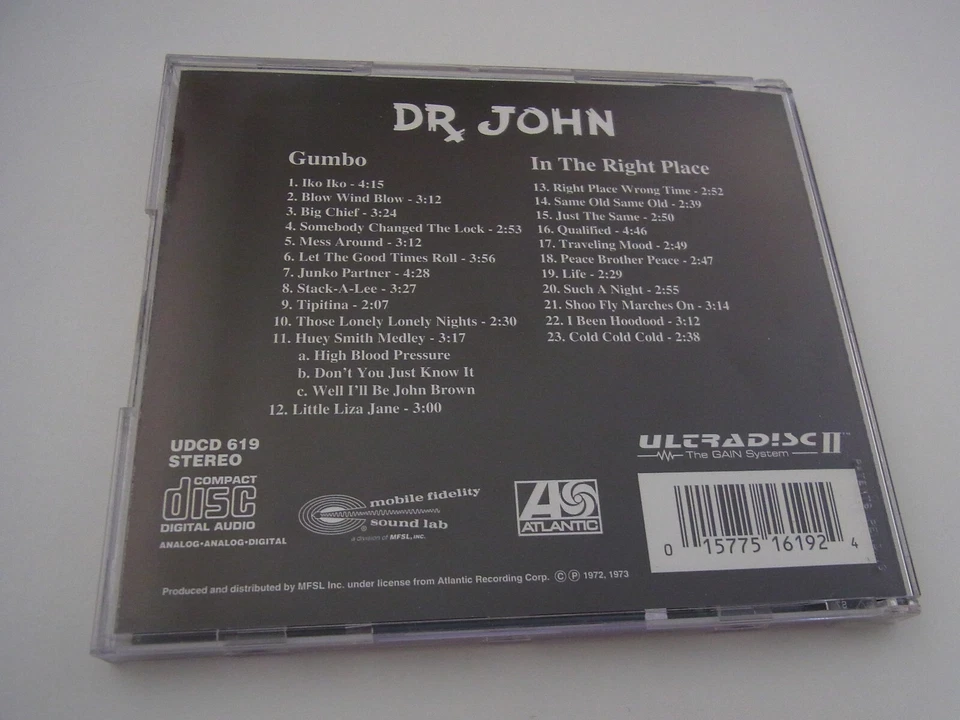 DR JOHN
Gumbo
1. Iko Iko - 4:15
2. Blow Wind Blow - 3:12
3. Big Chief - 3:24
4. Somebody Changed The Lock - 2:53
5. Mess Around - 3:12
6. Let The Good Times Roll - 3:56
7. Junko Partner - 4:28
8. Stack-A-Lee - 3:27
9. Tipitina - 2:07
10. Those Lonely Lonely Nights - 2:30
11. Huey Smith Medley - 3:17
a. High Blood Pressure
b. Don't You Just Know It
c. Well I'll Be John Brown
12. Little Liza Jane - 3:00
In The Right Place
13. Right Place Wrong Time - 2:52
14. Same Old Same Old - 2:39
15. Just The Same - 2:50
16. Qualified - 4:46
17. Traveling Mood - 2:49
18. Peace Brother Peace - 2:47
19. Life - 2:29
20. Such A Night - 2:55
21. Shoo Fly Marches On - 3:14
22. I Been Hoodood - 3:12
23. Cold Cold Cold - 2:38
UDCD 619
STEREO
COMPACT
disc
DIGITAL AUDIO
ANALOG•ANALOG•DIGITAL
mobile fidelity
sound lab
a division of MFSL, INC.
ATLANTIC
ULTRADISC II™
The GAIN System
0 15775 16192 4
Produced and distributed by MFSL Inc. under license from Atlantic Recording Corp. © ℗ 1972, 1973